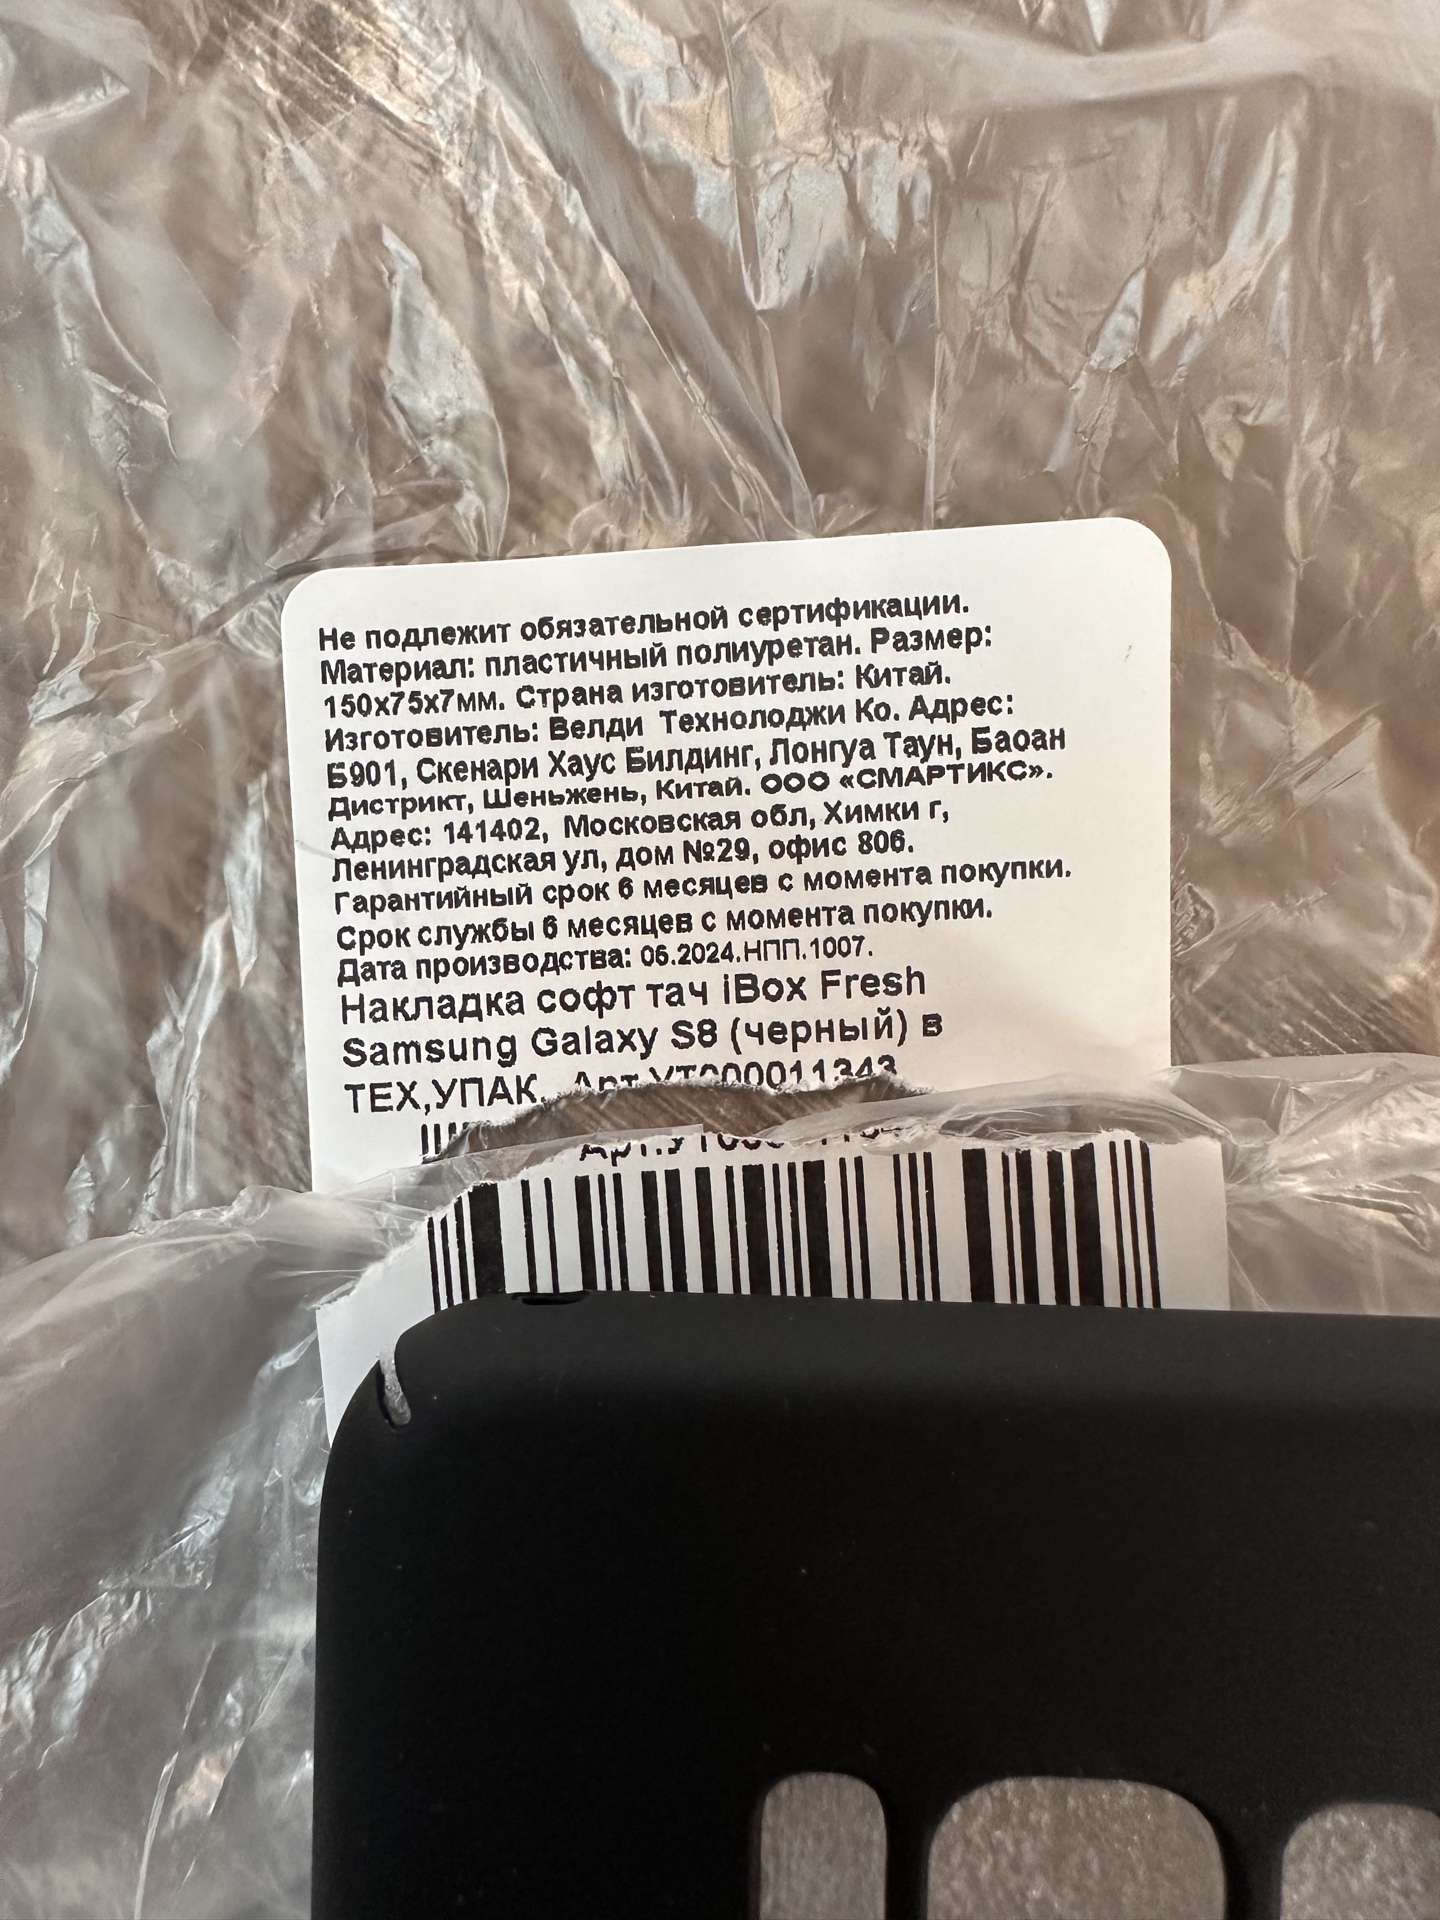 Не подлежит обязательной сертификации.
Материал: пластичный полиуретан. Размер:
150x75x7мм. Страна изготовитель: Китай.
Изготовитель: Велди Технолоджи Ко. Адрес:
Б901, Скенари Хаус Билдинг, Лонгуа Таун, Баоан
Дистрикт, Шеньжень, Китай. ООО «СМАРТИКС».
Адрес: 141402, Московская обл, Химки г,
Ленинградская ул, дом №29, офис 806.
Гарантийный срок 6 месяцев с момента покупки.
Срок службы 6 месяцев с момента покупки.
Дата производства: 06.2024.НПП.1007.
Накладка софт тач iBox Fresh
Samsung Galaxy S8 (черный) в
ТЕХ,УПАК. Арт.УТ000011343